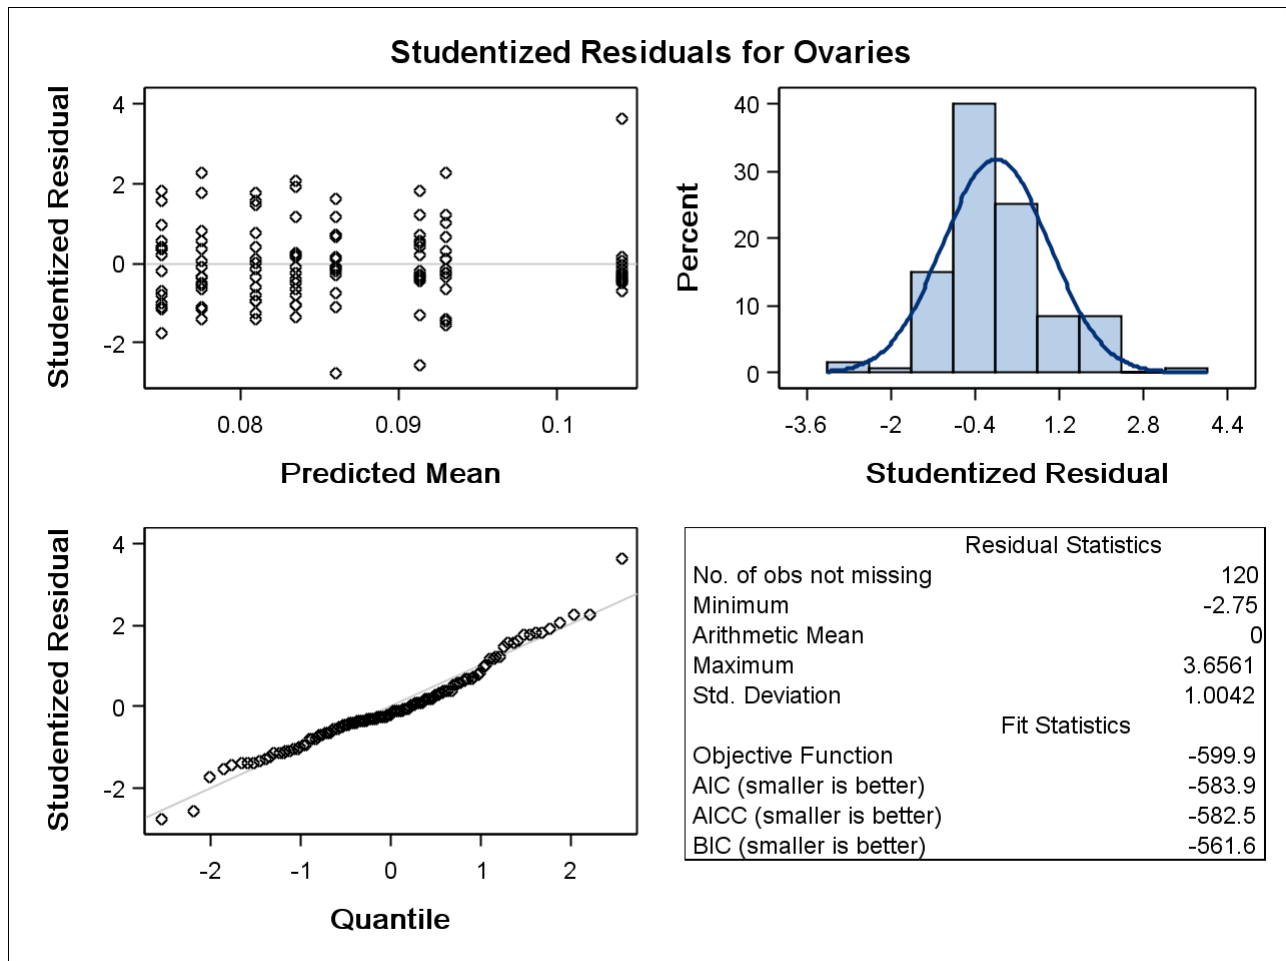 Studentized Residuals for Ovaries
Studentized Residual
4
2
0
-2
0.08 0.09 0.1
Predicted Mean
Percent
40
30
20
10
0
-3.6 -2 -0.4 1.2 2.8 4.4
Studentized Residual
Studentized Residual
4
2
0
-2
-2 -1 0 1 2
Quantile
Residual Statistics
No. of obs not missing 120
Minimum -2.75
Arithmetic Mean 0
Maximum 3.6561
Std. Deviation 1.0042
Fit Statistics
Objective Function -599.9
AIC (smaller is better) -583.9
AICC (smaller is better) -582.5
BIC (smaller is better) -561.6